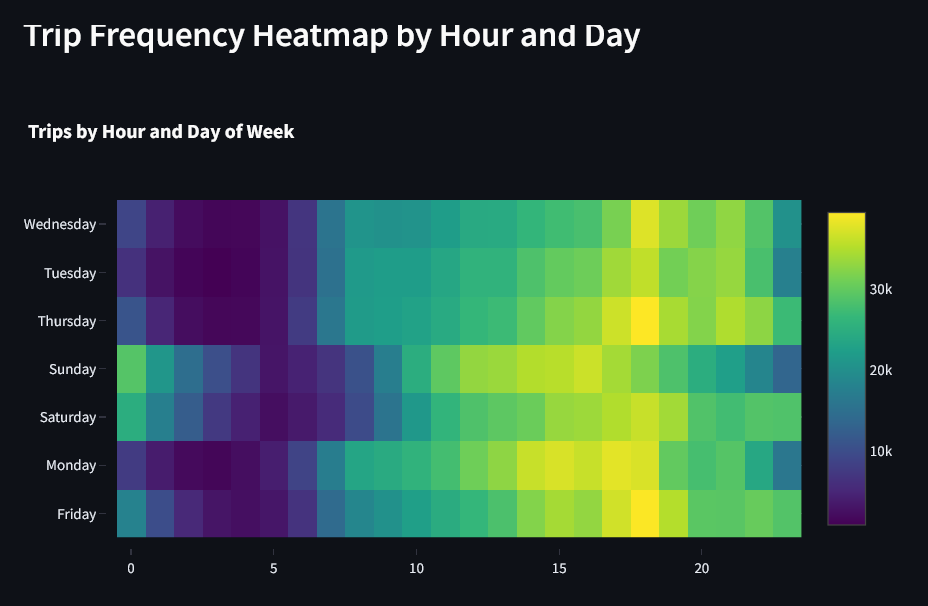 Trip Frequency Heatmap by Hour and Day
Trips by Hour and Day of Week
Wednesday
Tuesday
Thursday
Sunday
Saturday
Monday
Friday
0 5 10 15 20
30k
20k
10k